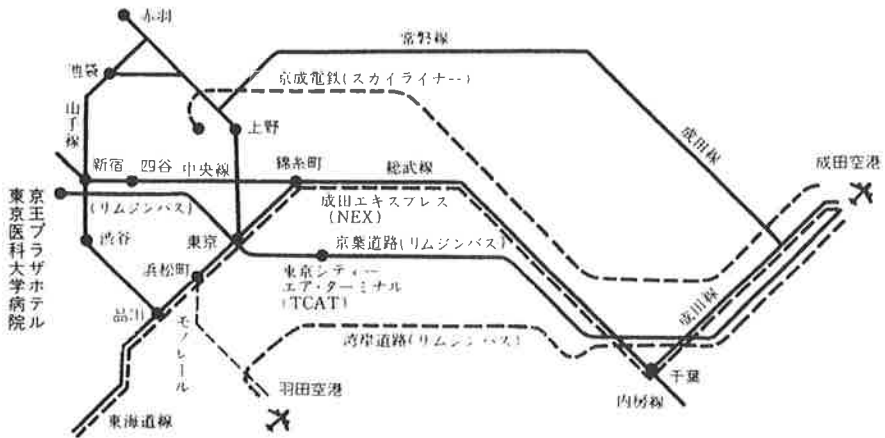 赤羽
常磐線
池袋
京成電鉄(スカイライナー)
山手線
上野
成田線
新宿
四谷
中央線
錦糸町
総武線
成田空港
京王プラザホテル
東京医科大学病院
(リムジンバス)
成田エキスプレス
(NEX)
渋谷
東京
京葉道路(リムジンバス)
浜松町
東京シティー
エア・ターミナル
(TCAT)
品川
モノレール
成田線
湾岸道路(リムジンバス)
千葉
羽田空港
内房線
東海道線